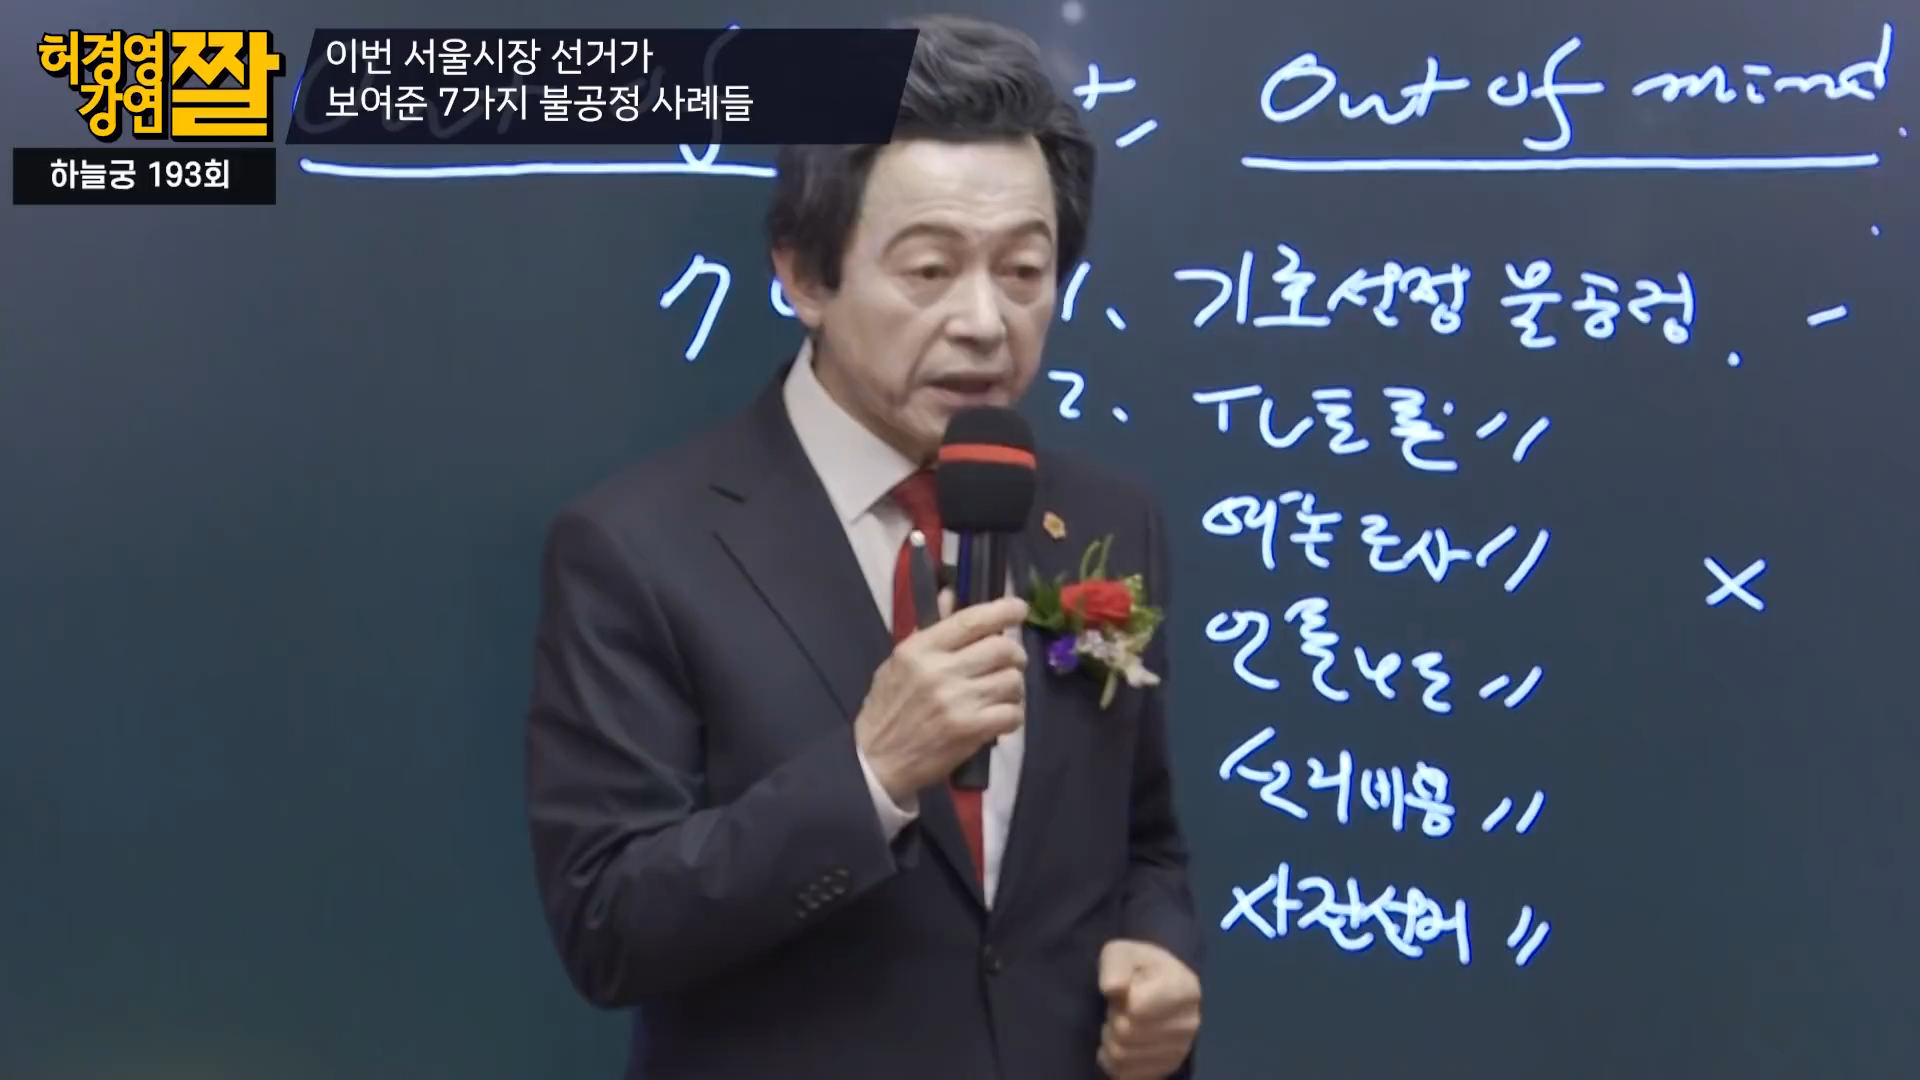 허경영
강연 짤
이번 서울시장 선거가
보여준 7가지 불공정 사례들
하늘궁 193회
Out of mind.
1. 기호선정 불공정.
2. TV토론 〃
여론조사 〃
언론보도 〃
선거비용 〃
사전선거 〃